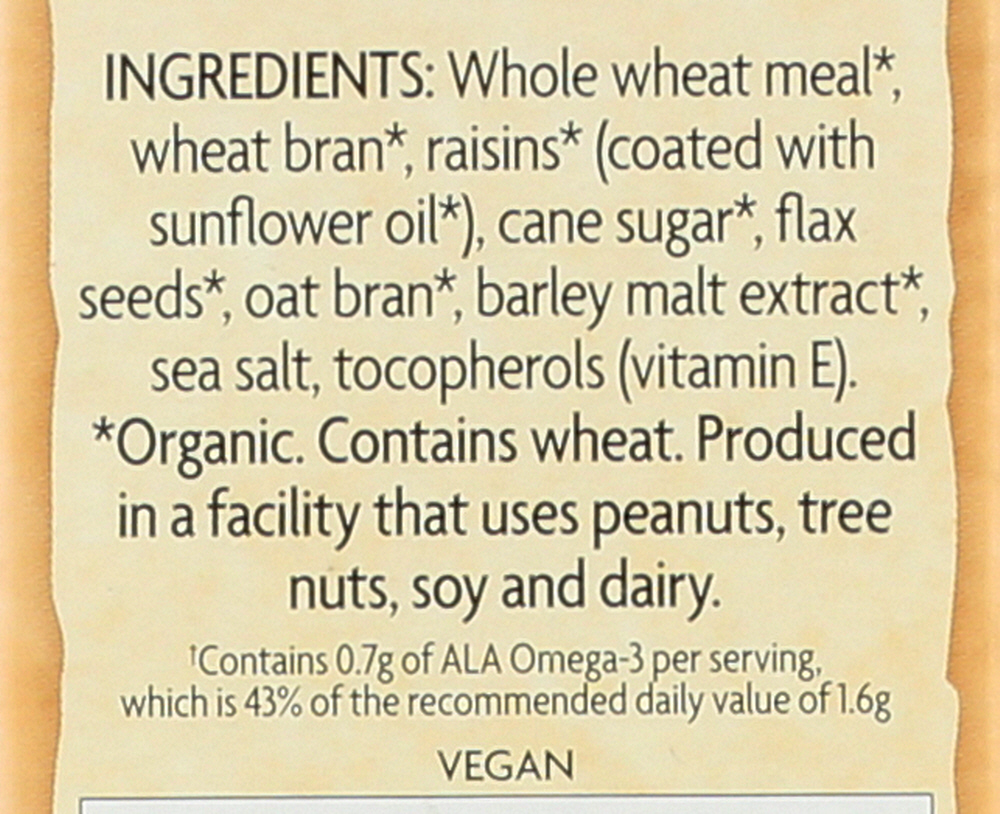 INGREDIENTS: Whole wheat meal*,
wheat bran*, raisins* (coated with
sunflower oil*), cane sugar*, flax
seeds*, oat bran*, barley malt extract*,
sea salt, tocopherols (vitamin E).
*Organic. Contains wheat. Produced
in a facility that uses peanuts, tree
nuts, soy and dairy.
†Contains 0.7g of ALA Omega-3 per serving,
which is 43% of the recommended daily value of 1.6g
VEGAN